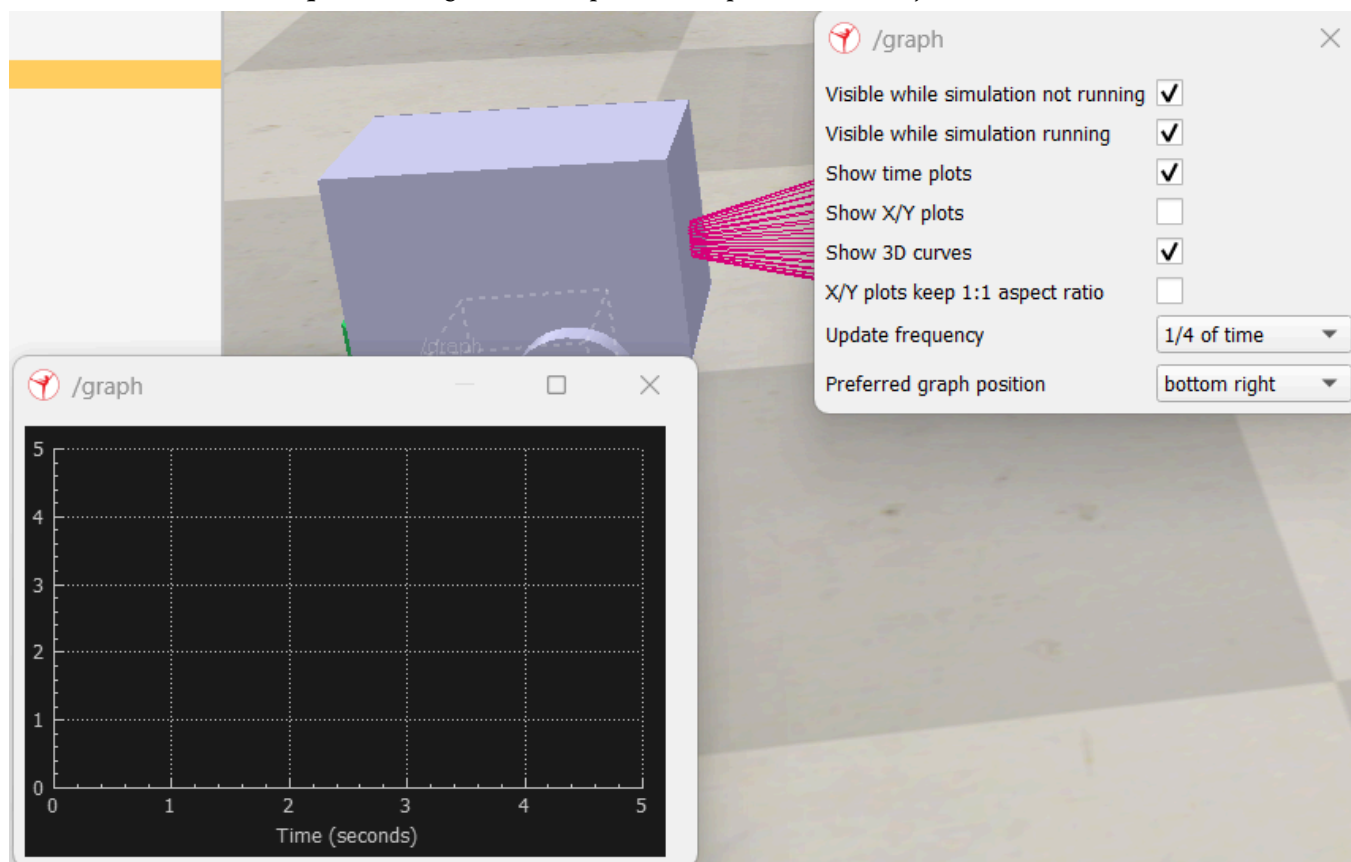 /graph
Visible while simulation not running
Visible while simulation running
Show time plots
Show X/Y plots
Show 3D curves
X/Y plots keep 1:1 aspect ratio
Update frequency 1/4 of time
Preferred graph position bottom right
/graph
/graph
5
4
3
2
1
0
0 1 2 3 4 5
Time (seconds)